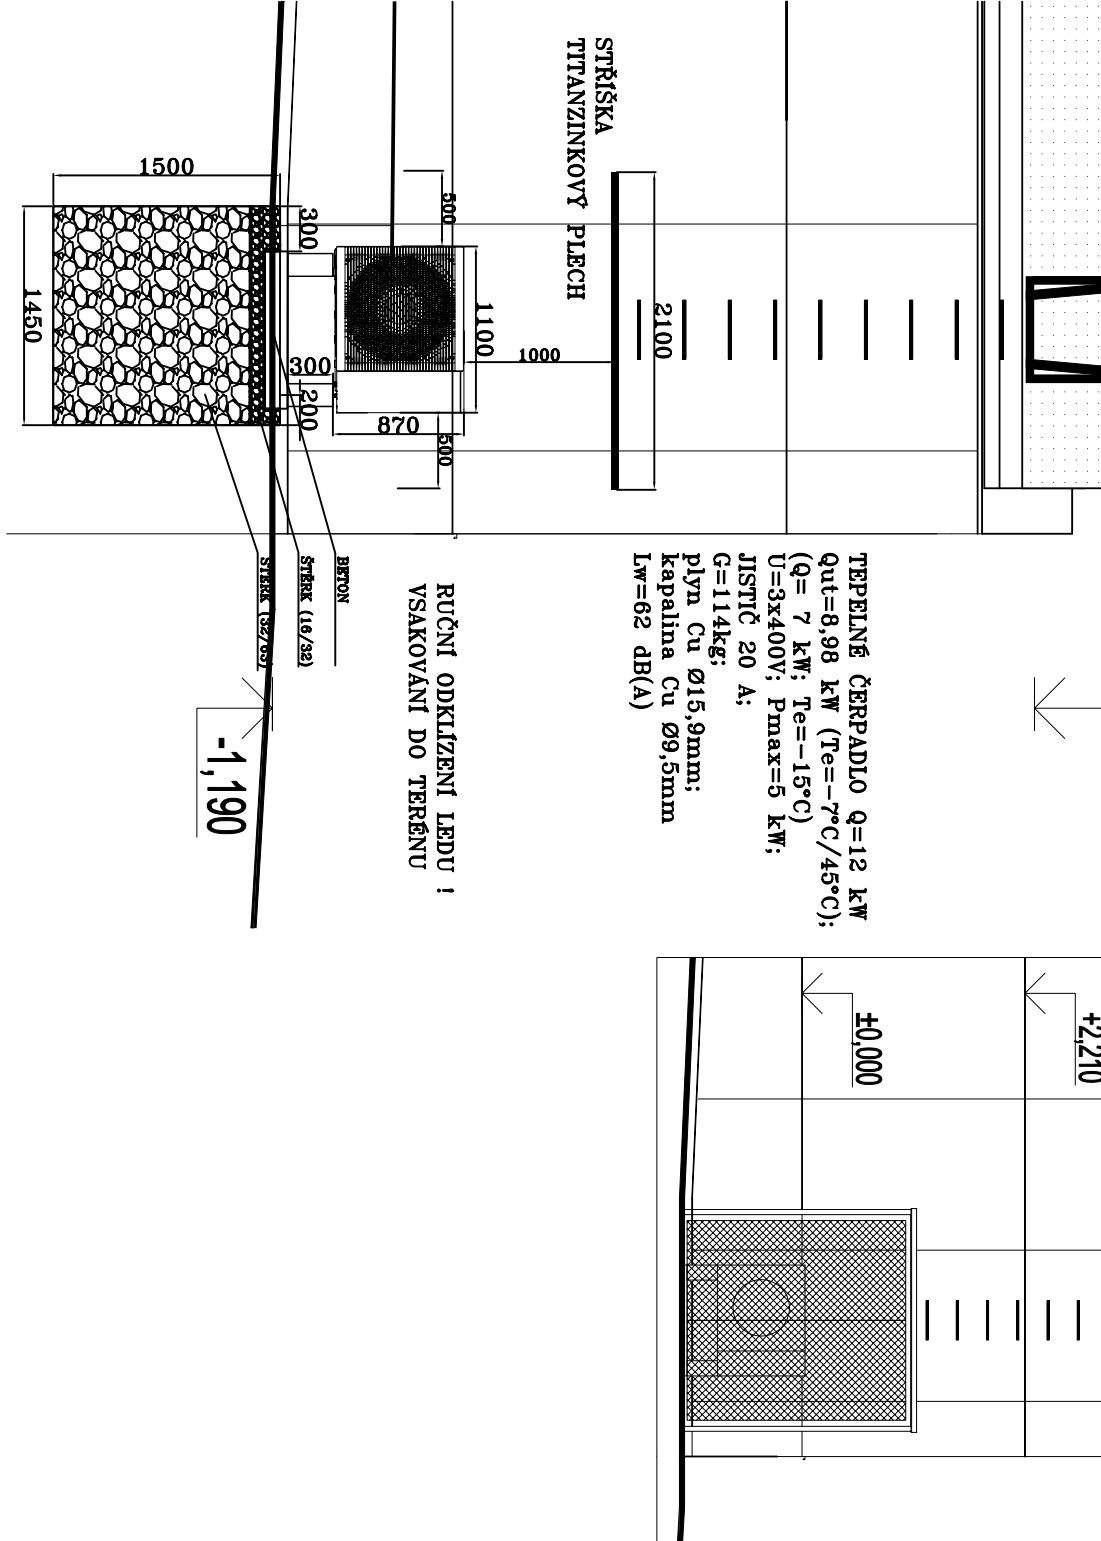 STŘÍŠKA
TITANZINKOVÝ PLECH
2100
1000
500
1100
500
870
300
300
200
1500
1450
BETON
ŠTĚRK (16/32)
ŠTĚRK (32/63)
TEPELNÉ ČERPADLO Q=12 kW
Qut=8,98 kW (Te=-7°C/45°C);
(Q= 7 kW; Te=-15°C)
U=3x400V; Pmax=5 kW;
JISTIČ 20 A;
G=114kg;
plyn Cu Ø15,9mm;
kapalina Cu Ø9,5mm
Lw=62 dB(A)
RUČNÍ ODKLÍZENÍ LEDU !
VSAKOVÁNÍ DO TERÉNU
-1,190
+2,210
±0,000